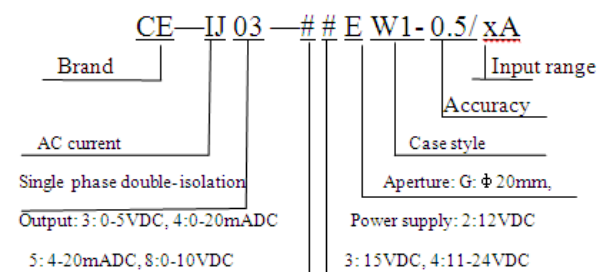 CE—IJ 03 —# # E W1- 0.5/ xA
Brand
Input range
Accuracy
AC current
Case style
Single phase double-isolation
Aperture: G: Φ 20mm,
Output: 3: 0-5VDC, 4:0-20mADC
Power supply: 2:12VDC
5: 4-20mADC, 8:0-10VDC
3: 15VDC, 4:11-24VDC